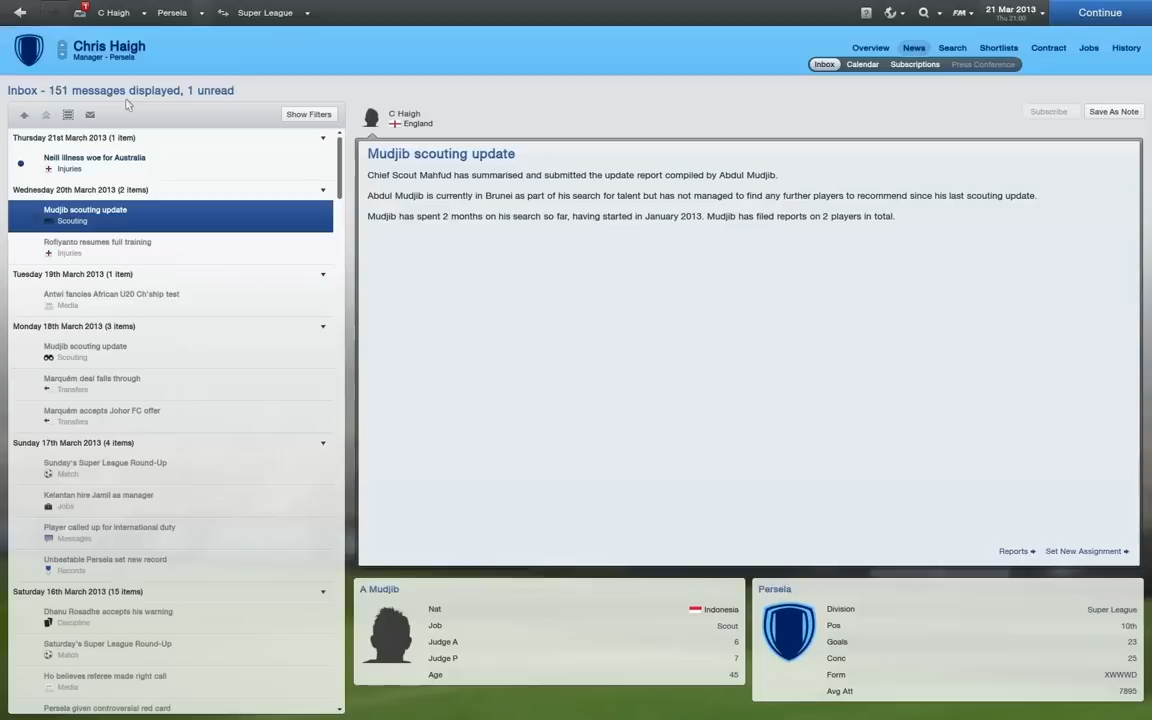 C Haigh
Persela
Super League
FM
21 Mar 2013
Thu 21:00
Continue
Chris Haigh
Manager - Persela
Overview
News
Search
Shortlists
Contract
Jobs
History
Inbox
Calendar
Subscriptions
Press Conference
Inbox - 151 messages displayed, 1 unread
Show Filters
Thursday 21st March 2013 (1 item)
Neill illness woe for Australia
Injuries
Wednesday 20th March 2013 (2 items)
Mudjib scouting update
Scouting
Rofiyanto resumes full training
Injuries
Tuesday 19th March 2013 (1 item)
Antwi fancies African U20 Ch'ship test
Media
Monday 18th March 2013 (3 items)
Mudjib scouting update
Scouting
Marquém deal falls through
Transfers
Marquém accepts Johor FC offer
Transfers
Sunday 17th March 2013 (4 items)
Sunday's Super League Round-Up
Match
Kelantan hire Jamil as manager
Jobs
Player called up for international duty
Messages
Unbeatable Persela set new record
Records
Saturday 16th March 2013 (15 items)
Dhanu Rosadhe accepts his warning
Discipline
Saturday's Super League Round-Up
Match
Ho believes referee made right call
Media
Persela given controversial red card
C Haigh
England
Subscribe
Save As Note
Mudjib scouting update
Chief Scout Mahfud has summarised and submitted the update report compiled by Abdul Mudjib.
Abdul Mudjib is currently in Brunei as part of his search for talent but has not managed to find any further players to recommend since his last scouting update.
Mudjib has spent 2 months on his search so far, having started in January 2013. Mudjib has filed reports on 2 players in total.
Reports
Set New Assignment
A Mudjib
Nat Indonesia
Job Scout
Judge A 6
Judge P 7
Age 45
Persela
Division Super League
Pos 10th
Goals 23
Conc 25
Form XWWWD
Avg Att 7895